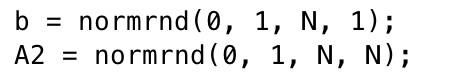 b = normrnd(0, 1, N, 1);
A2 = normrnd(0, 1, N, N);